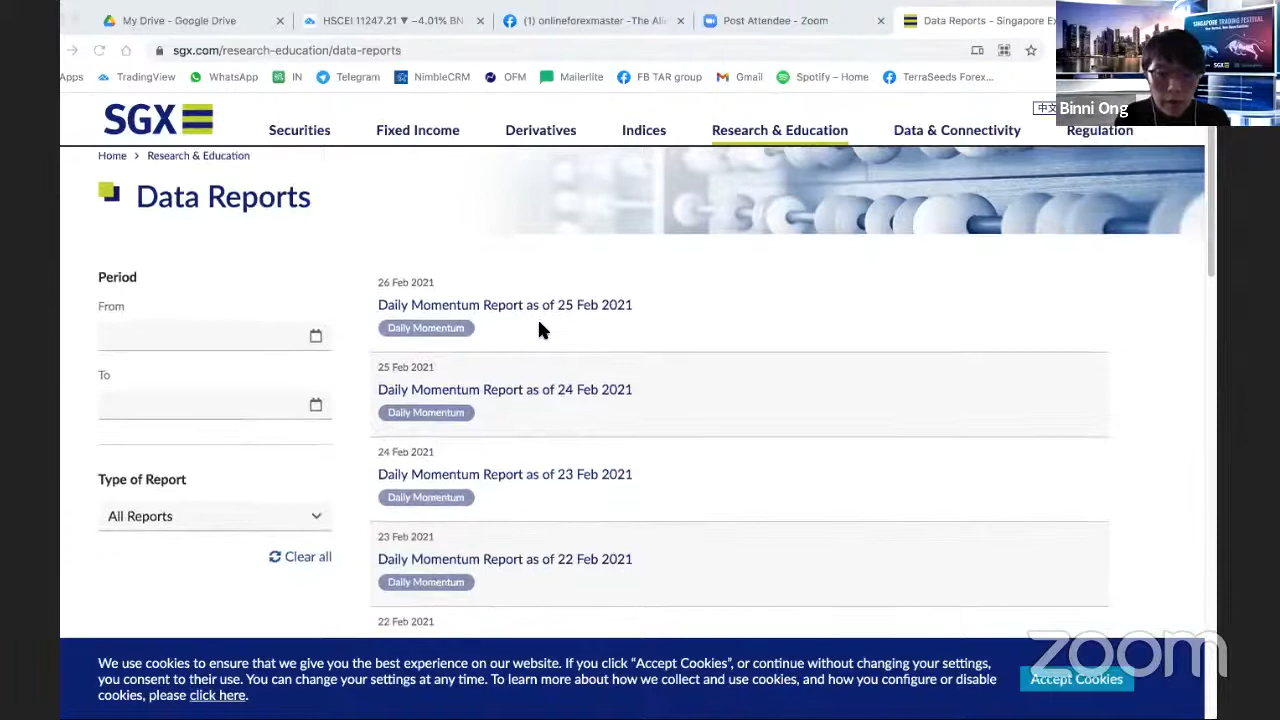 My Drive - Google Drive
HSCEI 11247.21 ▼ −4.01% BN
(1) onlineforexmaster -The Alie
Post Attendee - Zoom
Data Reports - Singapore Ex
sgx.com/research-education/data-reports
Apps
TradingView
WhatsApp
IN
Telegram
NimbleCRM
OFM
Mailerlite
FB TAR group
Gmail
Spotify - Home
TerraSeeds Forex...
SINGAPORE
TRADING FESTIVAL
SGX
Binni Ong
中文
SGX
Securities
Fixed Income
Derivatives
Indices
Research & Education
Data & Connectivity
Regulation
Home > Research & Education
Data Reports
Period
From
To
Type of Report
All Reports
Clear all
26 Feb 2021
Daily Momentum Report as of 25 Feb 2021
Daily Momentum
25 Feb 2021
Daily Momentum Report as of 24 Feb 2021
Daily Momentum
24 Feb 2021
Daily Momentum Report as of 23 Feb 2021
Daily Momentum
23 Feb 2021
Daily Momentum Report as of 22 Feb 2021
Daily Momentum
22 Feb 2021
We use cookies to ensure that we give you the best experience on our website. If you click “Accept Cookies”, or continue without changing your settings,
you consent to their use. You can change your settings at any time. To learn more about how we collect and use cookies, and how you configure or disable
cookies, please click here.
Accept Cookies
zoom